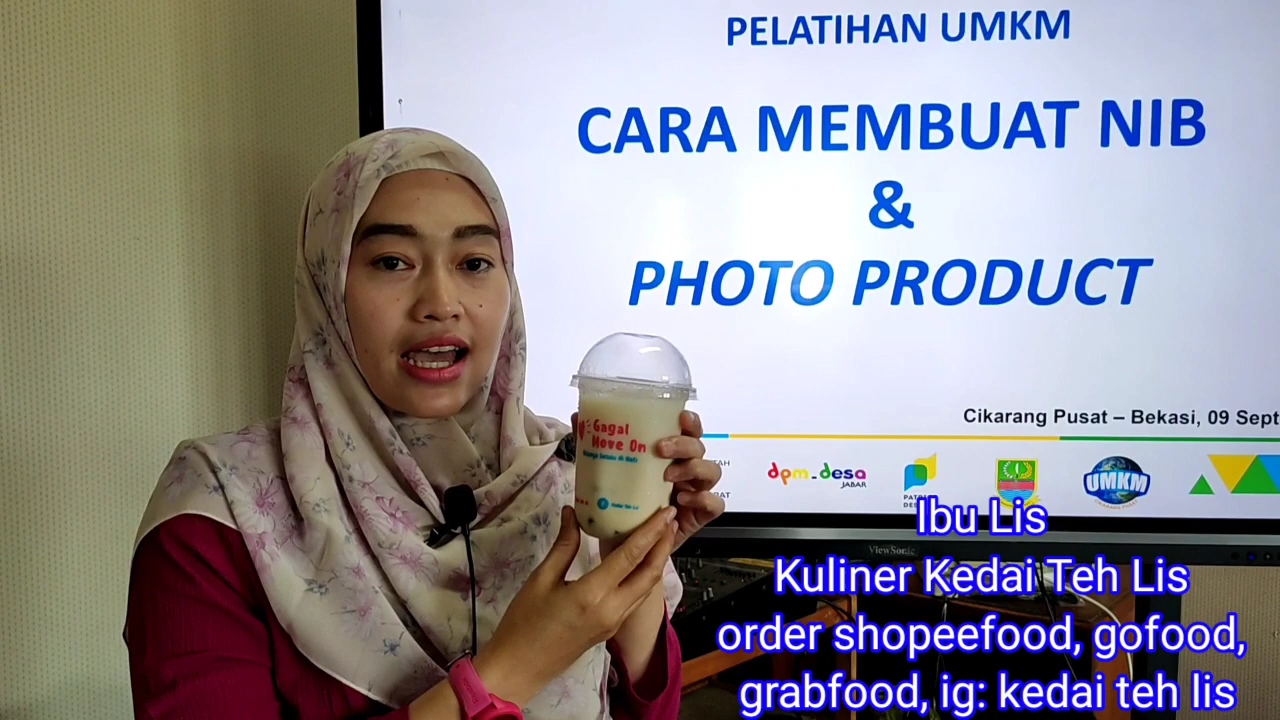 PELATIHAN UMKM
CARA MEMBUAT NIB
&
PHOTO PRODUCT
Cikarang Pusat – Bekasi, 09 Sept
dpm-desa
JABAR
UMKM
Gagal
Move On
Ibu Lis
Kuliner Kedai Teh Lis
order shopeefood, gofood,
grabfood, ig: kedai teh lis
ViewSonic